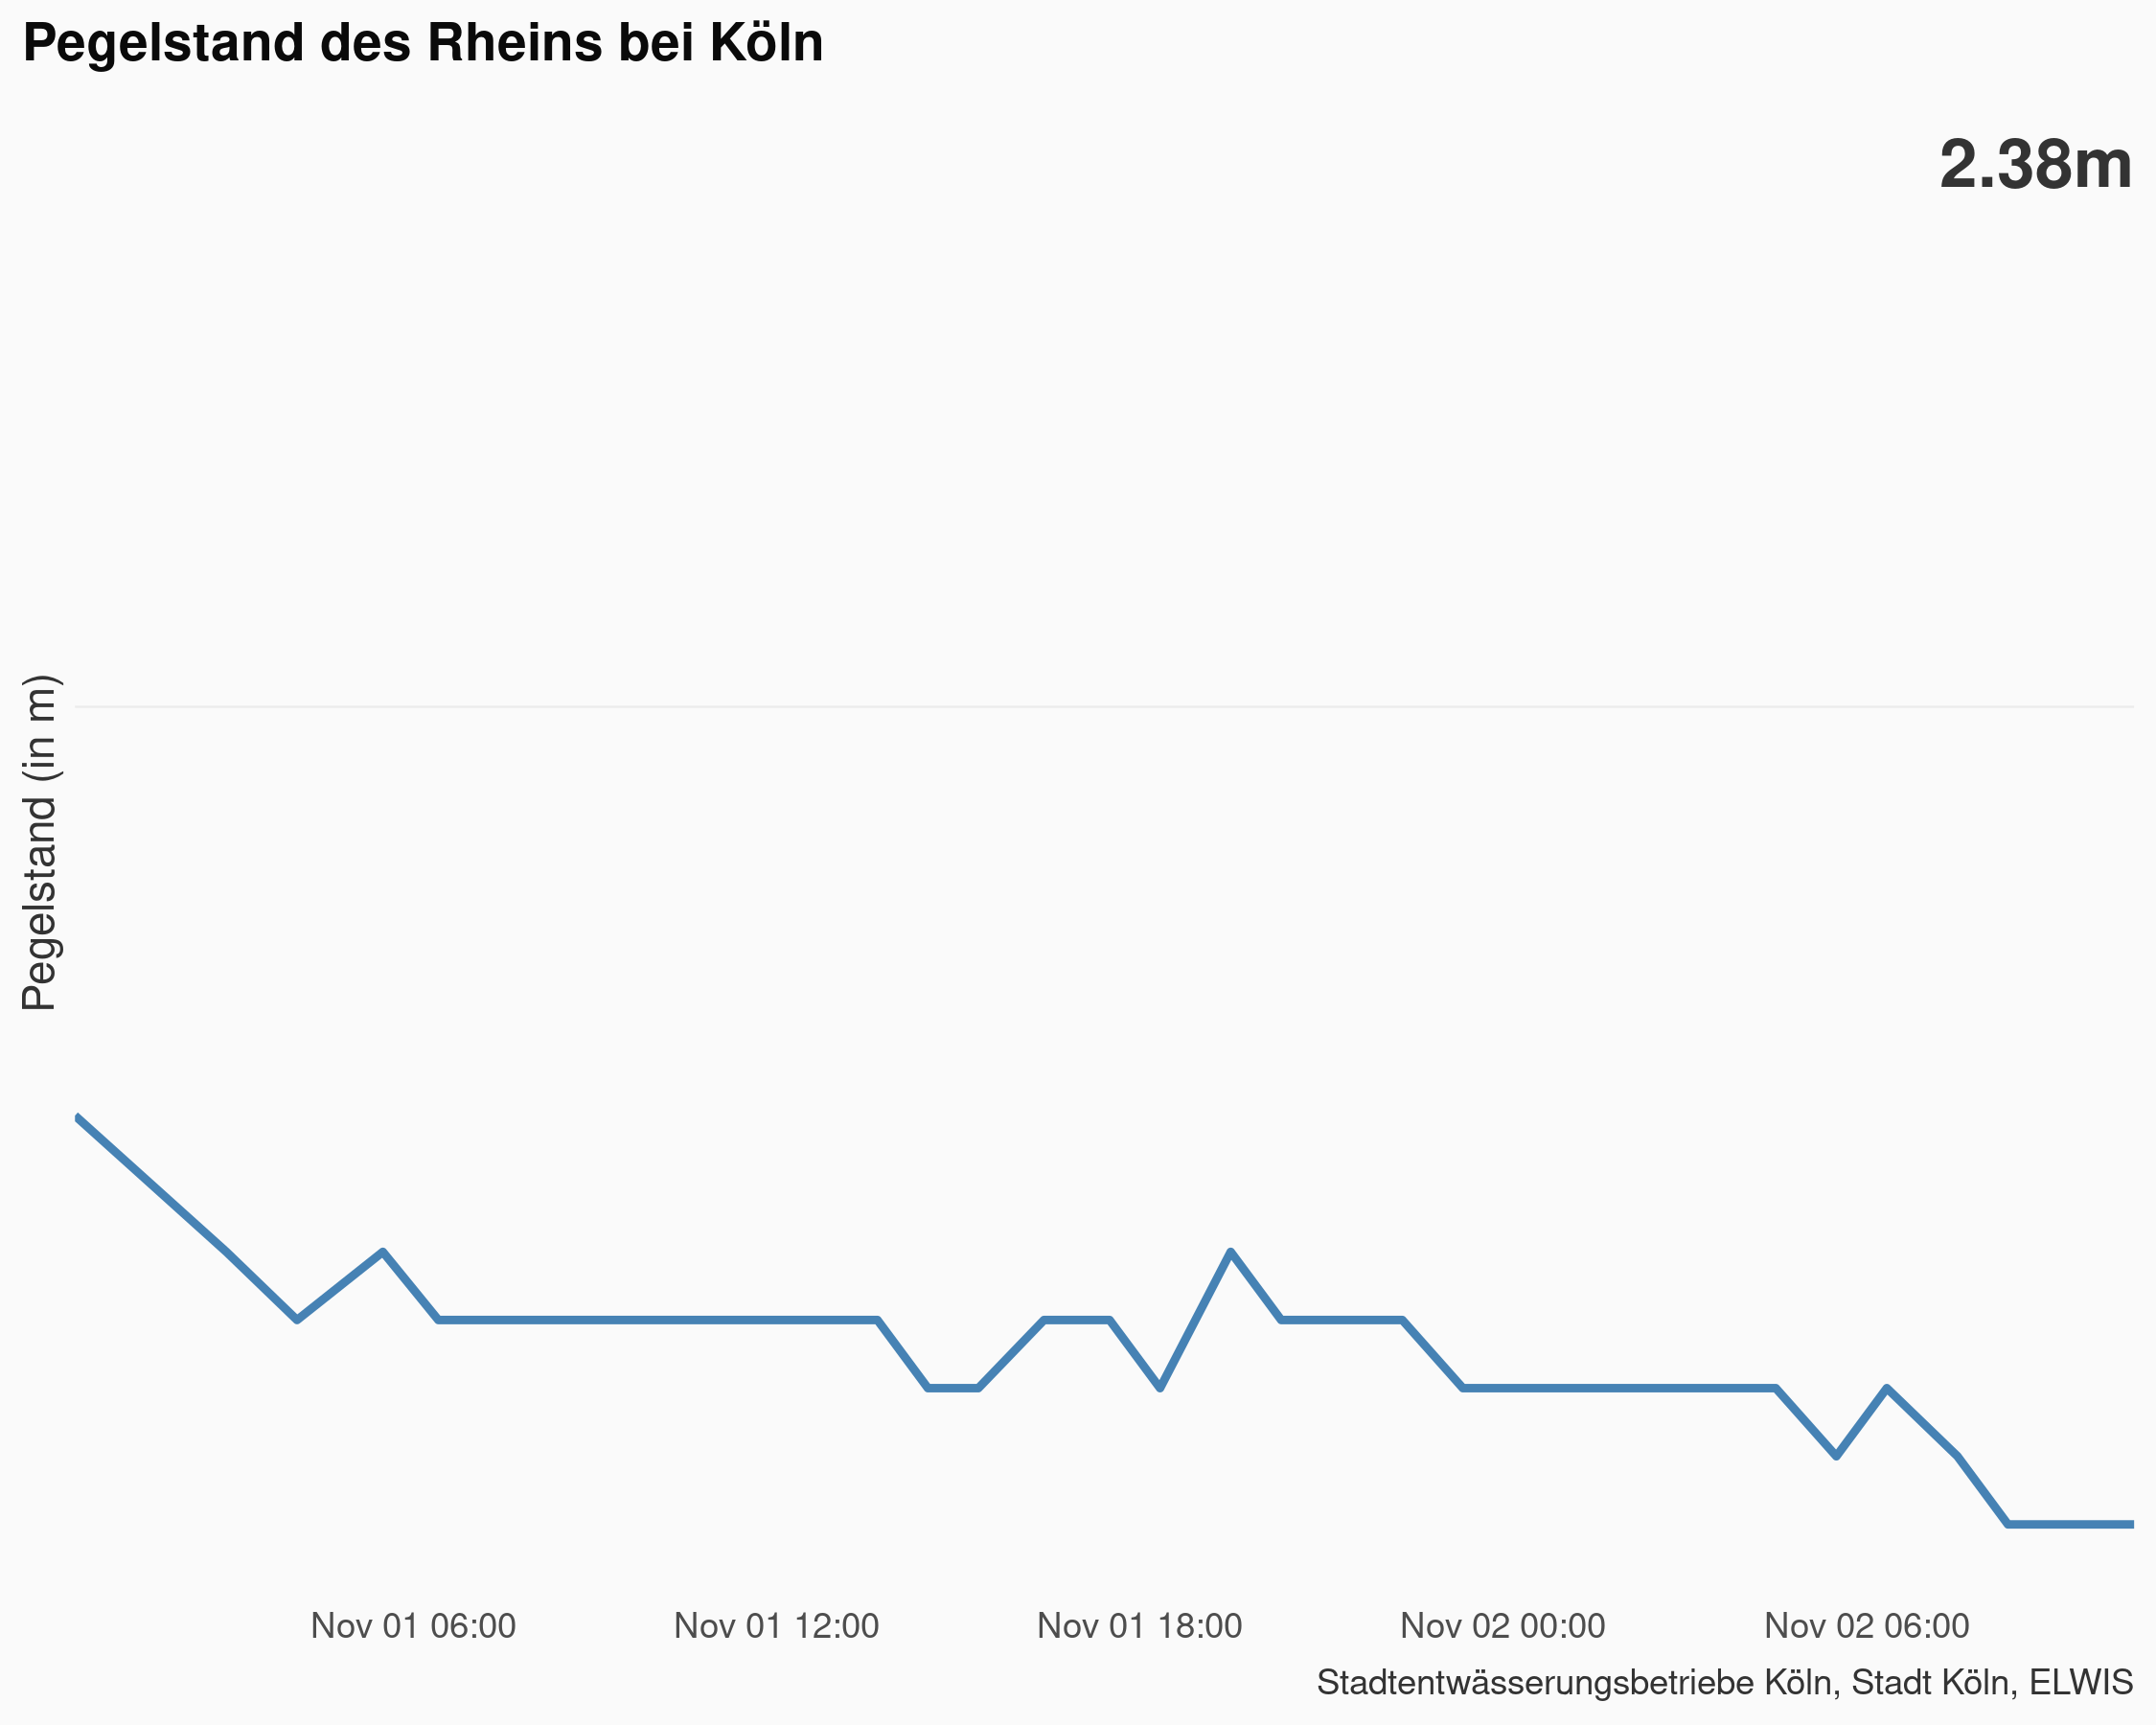 Pegelstand des Rheins bei Köln
2.38m
Pegelstand (in m)
Nov 01 06:00 Nov 01 12:00 Nov 01 18:00 Nov 02 00:00 Nov 02 06:00
Stadtentwässerungsbetriebe Köln, Stadt Köln, ELWIS